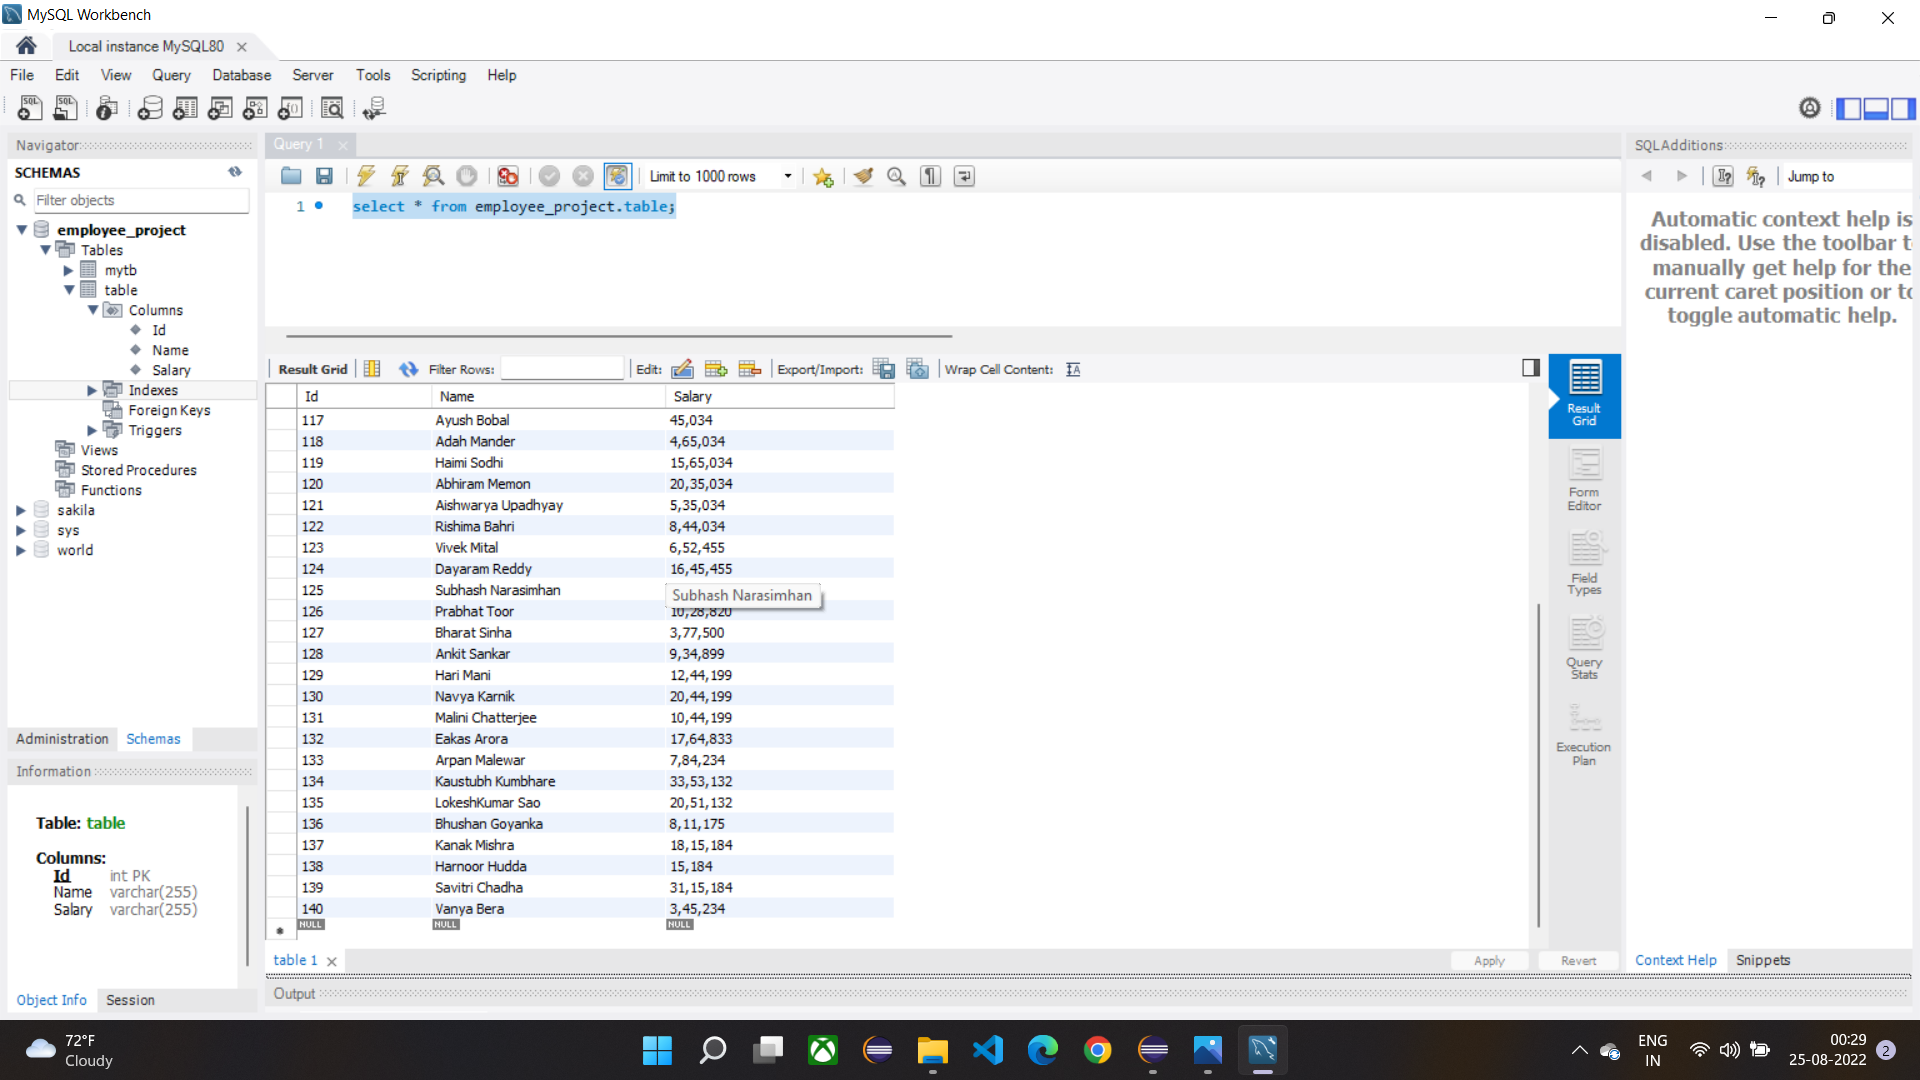 MySQL Workbench
Local instance MySQL80
File Edit View Query Database Server Tools Scripting Help
Navigator
SCHEMAS
Filter objects
employee_project
Tables
mytb
table
Columns
Id
Name
Salary
Indexes
Foreign Keys
Triggers
Views
Stored Procedures
Functions
sakila
sys
world
Administration Schemas
Information
Table: table
Columns:
Id int PK
Name varchar(255)
Salary varchar(255)
Object Info Session
Query 1
Limit to 1000 rows
1 select * from employee_project.table;
Result Grid Filter Rows: Edit: Export/Import: Wrap Cell Content:
Id Name Salary
117 Ayush Bobal 45,034
118 Adah Mander 4,65,034
119 Haimi Sodhi 15,65,034
120 Abhiram Memon 20,35,034
121 Aishwarya Upadhyay 5,35,034
122 Rishima Bahri 8,44,034
123 Vivek Mital 6,52,455
124 Dayaram Reddy 16,45,455
125 Subhash Narasimhan
Subhash Narasimhan
126 Prabhat Toor 10,28,820
127 Bharat Sinha 3,77,500
128 Ankit Sankar 9,34,899
129 Hari Mani 12,44,199
130 Navya Karnik 20,44,199
131 Malini Chatterjee 10,44,199
132 Eakas Arora 17,64,833
133 Arpan Malewar 7,84,234
134 Kaustubh Kumbhare 33,53,132
135 LokeshKumar Sao 20,51,132
136 Bhushan Goyanka 8,11,175
137 Kanak Mishra 18,15,184
138 Harnoor Hudda 15,184
139 Savitri Chadha 31,15,184
140 Vanya Bera 3,45,234
NULL NULL NULL
table 1
Apply Revert
Output
Result
Grid
Form
Editor
Field
Types
Query
Stats
Execution
Plan
SQLAdditions
Jump to
Automatic context help is
disabled. Use the toolbar t
manually get help for the
current caret position or to
toggle automatic help.
Context Help Snippets
72°F
Cloudy
ENG
IN
00:29
25-08-2022
2